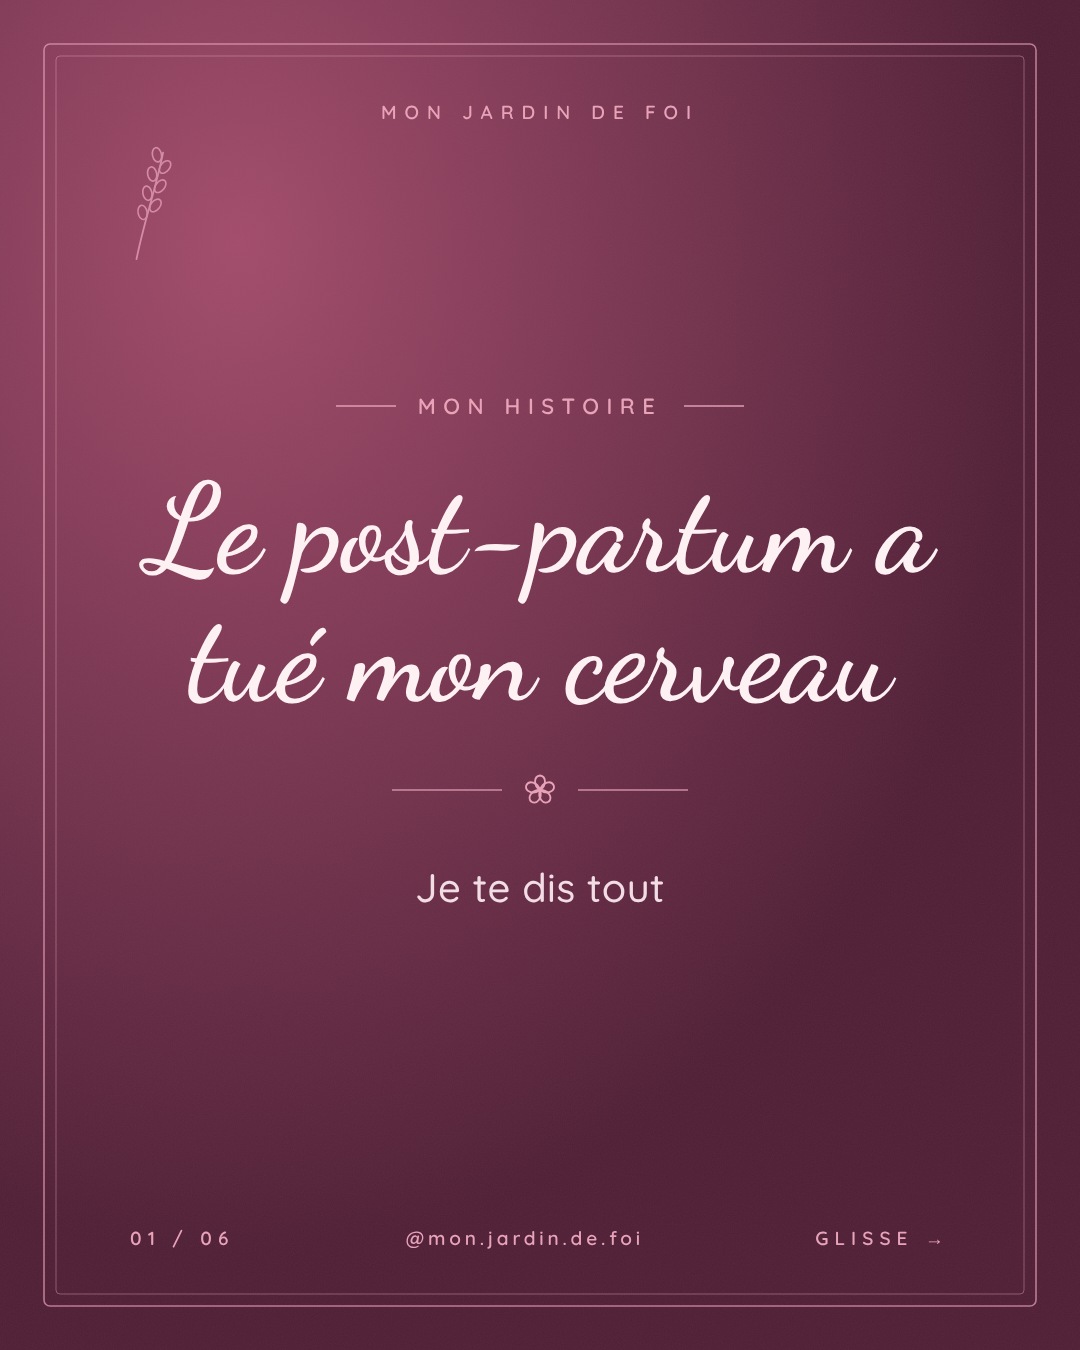 MON JARDIN DE FOI
MON HISTOIRE
Le post-partum a
tué mon cerveau
Je te dis tout
01 / 06
@mon.jardin.de.foi
GLISSE →